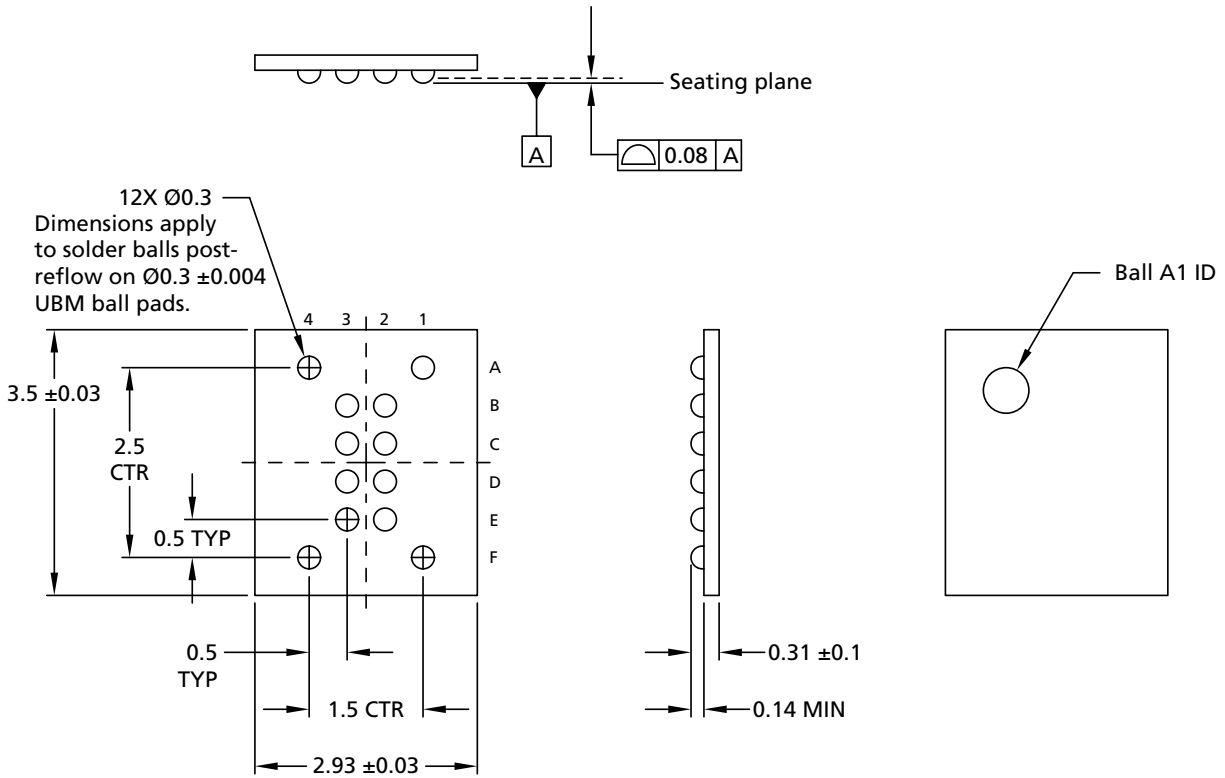 Seating plane
A
0.08 A
12X Ø0.3
Dimensions apply
to solder balls post-
reflow on Ø0.3 ±0.004
UBM ball pads.
Ball A1 ID
4 3 2 1
A
B
C
D
E
F
3.5 ±0.03
2.5
CTR
0.5 TYP
0.5
TYP
1.5 CTR
2.93 ±0.03
0.31 ±0.1
0.14 MIN